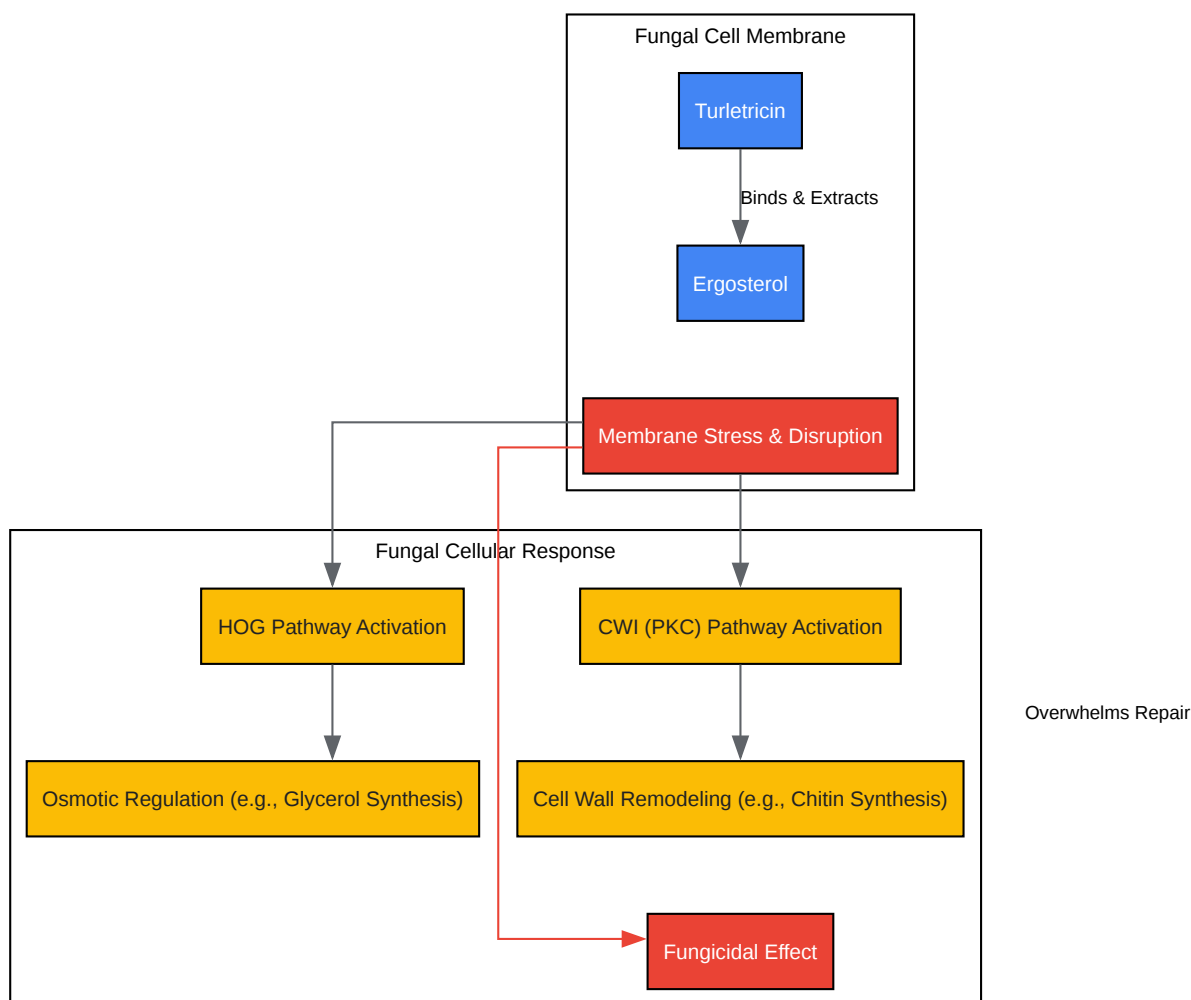 Fungal Cell Membrane
Turletricin
Binds & Extracts
Ergosterol
Membrane Stress & Disruption
Fungal Cellular Response
HOG Pathway Activation
CWI (PKC) Pathway Activation
Overwhelms Repair
Osmotic Regulation (e.g., Glycerol Synthesis)
Cell Wall Remodeling (e.g., Chitin Synthesis)
Fungicidal Effect